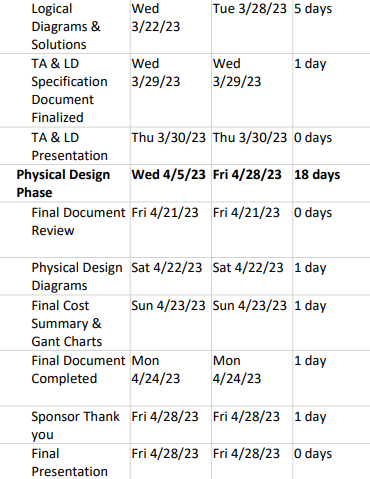 Logical Wed Tue 3/28/23 5 days
Diagrams & 3/22/23
Solutions
TA & LD Wed Wed 1 day
Specification 3/29/23 3/29/23
Document
Finalized
TA & LD Thu 3/30/23 Thu 3/30/23 0 days
Presentation
Physical Design Wed 4/5/23 Fri 4/28/23 18 days
Phase
Final Document Fri 4/21/23 Fri 4/21/23 0 days
Review
Physical Design Sat 4/22/23 Sat 4/22/23 1 day
Diagrams
Final Cost Sun 4/23/23 Sun 4/23/23 1 day
Summary &
Gant Charts
Final Document Mon Mon 1 day
Completed 4/24/23 4/24/23
Sponsor Thank Fri 4/28/23 Fri 4/28/23 1 day
you
Final Fri 4/28/23 Fri 4/28/23 0 days
Presentation